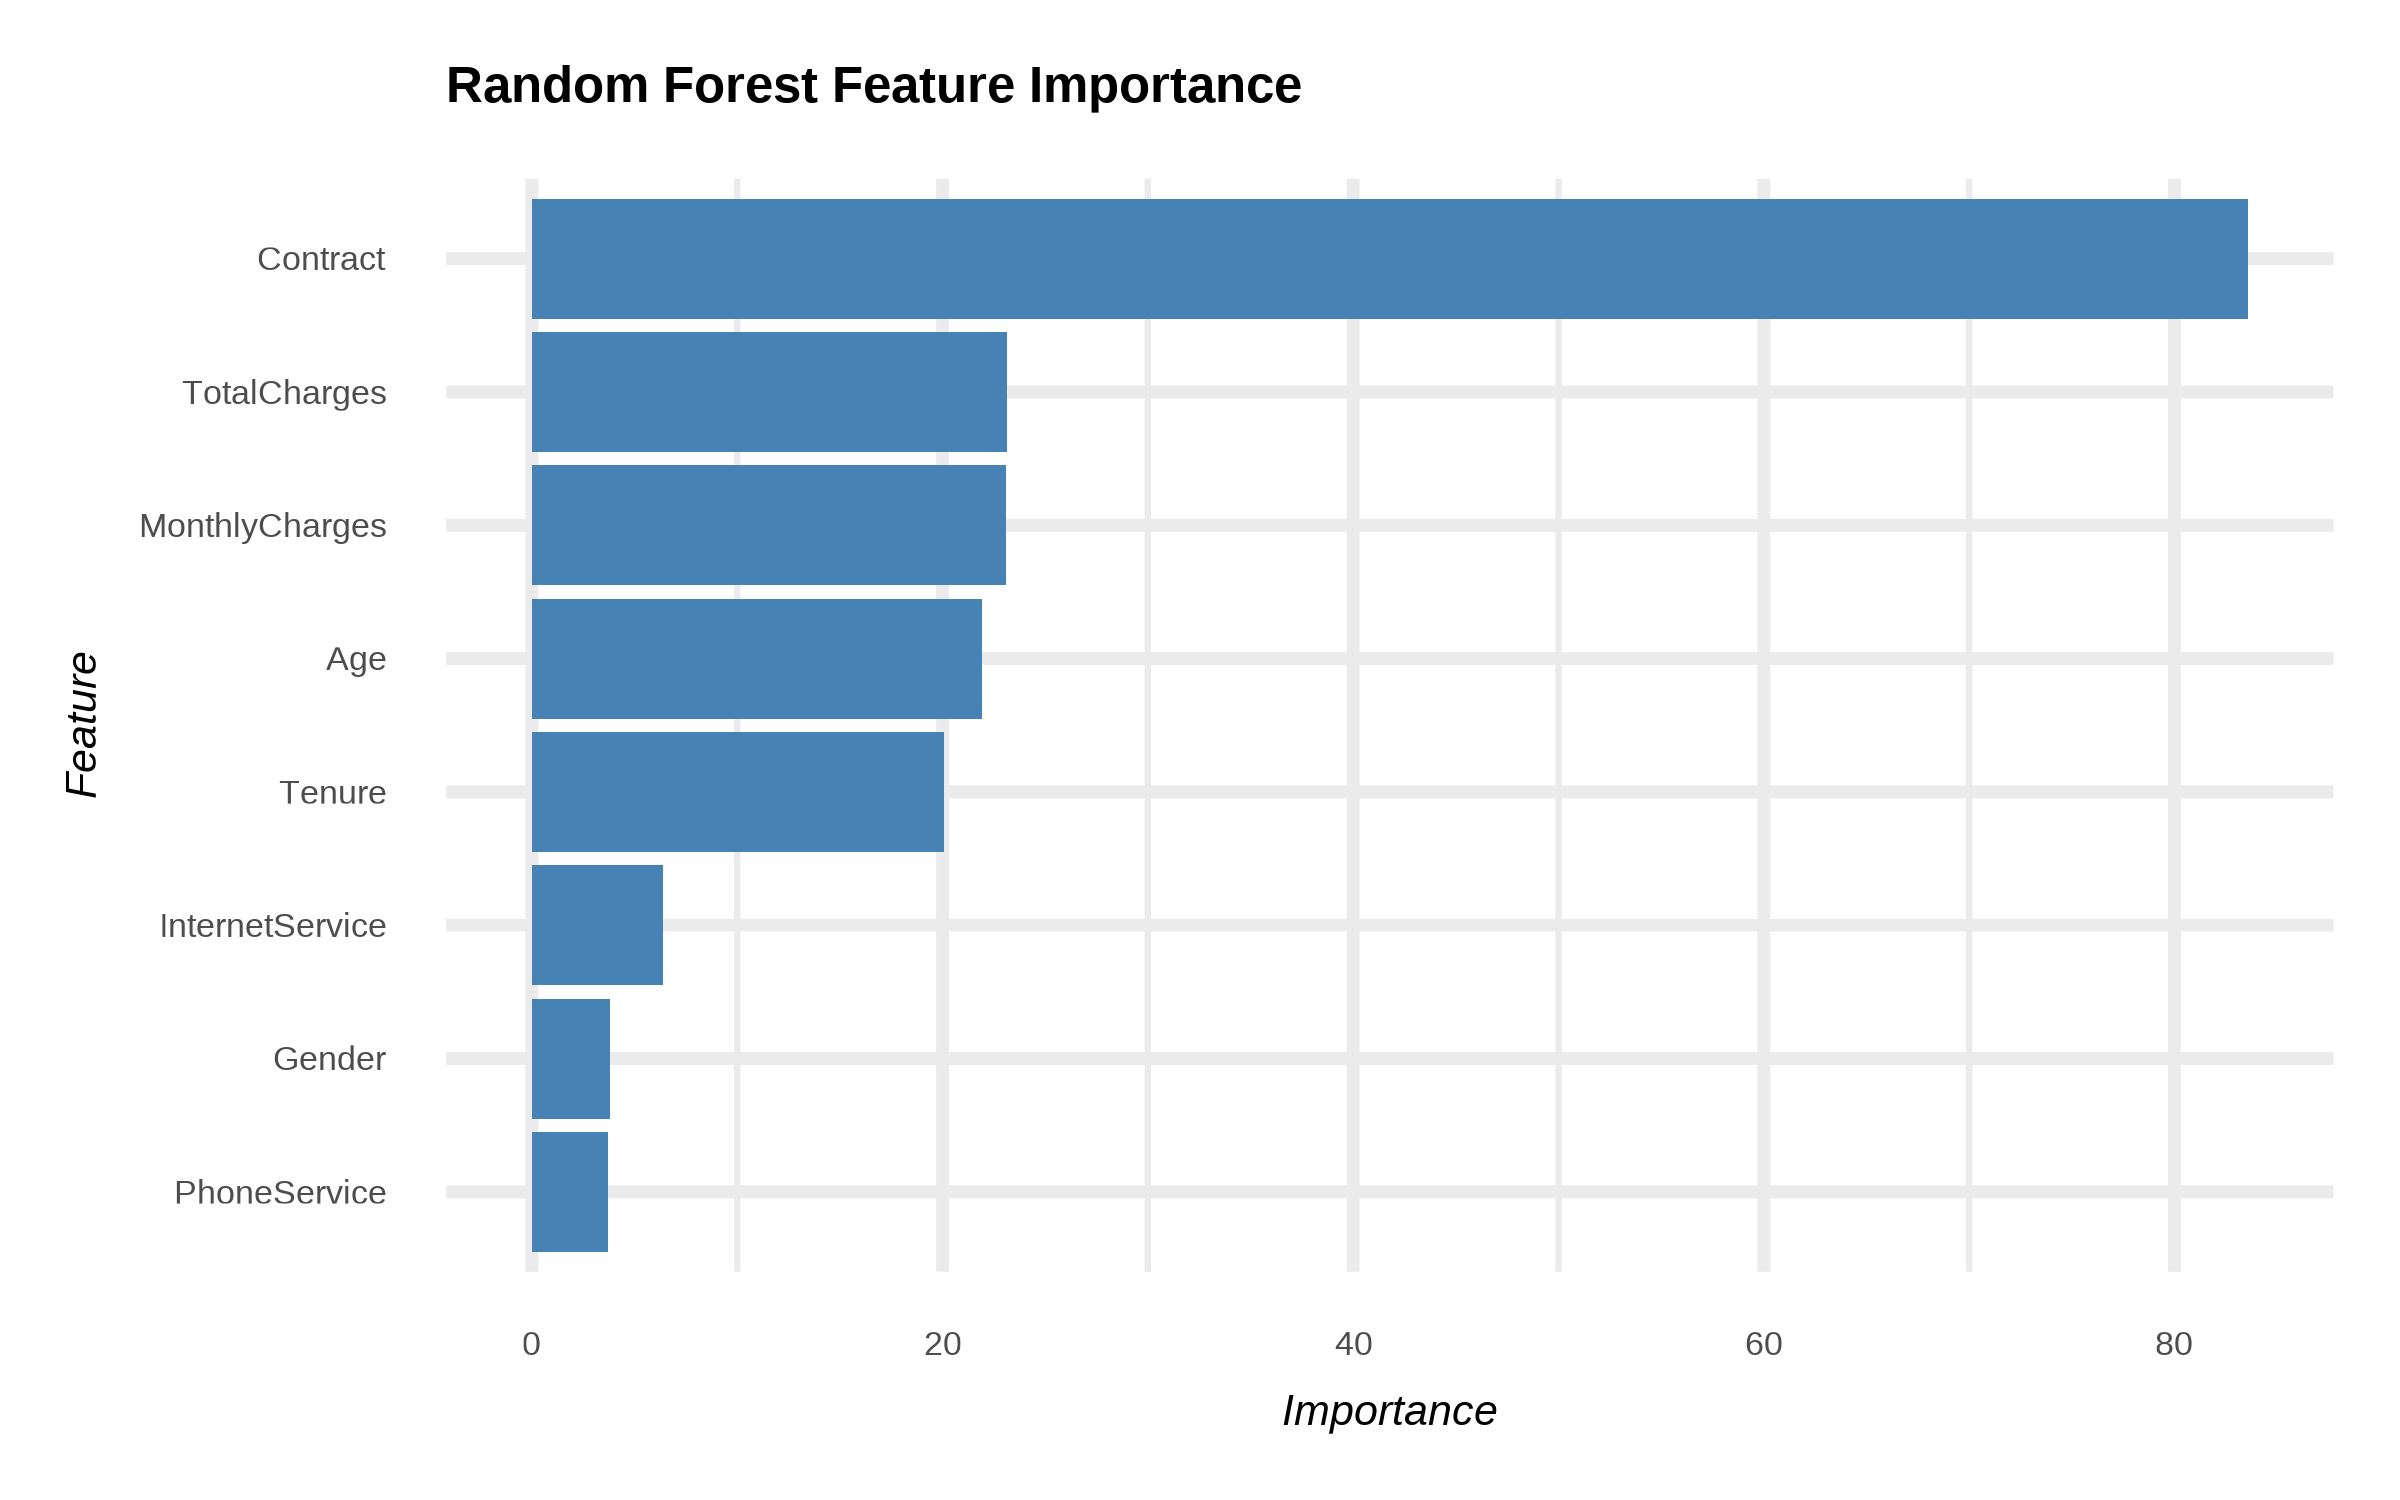 Random Forest Feature Importance
Contract
TotalCharges
MonthlyCharges
Age
Tenure
InternetService
Gender
PhoneService
Feature
0 20 40 60 80
Importance